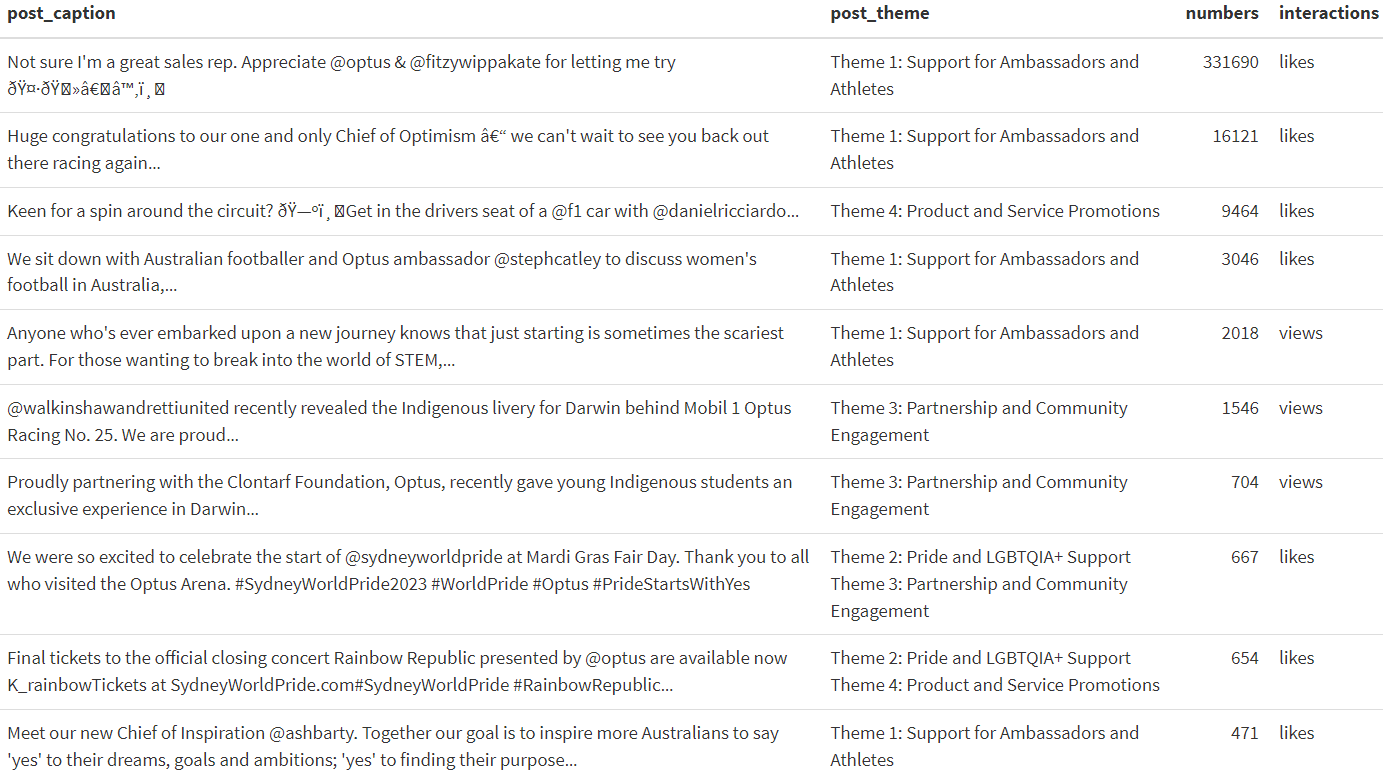 post_caption post_theme numbers interactions
Not sure I'm a great sales rep. Appreciate @optus & @fitzywippakate for letting me try Theme 1: Support for Ambassadors and 331690 likes
Athletes
Huge congratulations to our one and only Chief of Optimism â€“ we can't wait to see you back out Theme 1: Support for Ambassadors and 16121 likes
there racing again... Athletes
Keen for a spin around the circuit? Get in the drivers seat of a @f1 car with @danielricciardo... Theme 4: Product and Service Promotions 9464 likes
We sit down with Australian footballer and Optus ambassador @stephcatley to discuss women's Theme 1: Support for Ambassadors and 3046 likes
football in Australia,... Athletes
Anyone who's ever embarked upon a new journey knows that just starting is sometimes the scariest Theme 1: Support for Ambassadors and 2018 views
part. For those wanting to break into the world of STEM,... Athletes
@walkinshawandrettiunited recently revealed the Indigenous livery for Darwin behind Mobil 1 Optus Theme 3: Partnership and Community 1546 views
Racing No. 25. We are proud... Engagement
Proudly partnering with the Clontarf Foundation, Optus, recently gave young Indigenous students an Theme 3: Partnership and Community 704 views
exclusive experience in Darwin... Engagement
We were so excited to celebrate the start of @sydneyworldpride at Mardi Gras Fair Day. Thank you to all Theme 2: Pride and LGBTQIA+ Support 667 likes
who visited the Optus Arena. #SydneyWorldPride2023 #WorldPride #Optus #PrideStartsWithYes Theme 3: Partnership and Community
Engagement
Final tickets to the official closing concert Rainbow Republic presented by @optus are available now Theme 2: Pride and LGBTQIA+ Support 654 likes
K_rainbowTickets at SydneyWorldPride.com#SydneyWorldPride #RainbowRepublic... Theme 4: Product and Service Promotions
Meet our new Chief of Inspiration @ashbarty. Together our goal is to inspire more Australians to say Theme 1: Support for Ambassadors and 471 likes
'yes' to their dreams, goals and ambitions; 'yes' to finding their purpose... Athletes